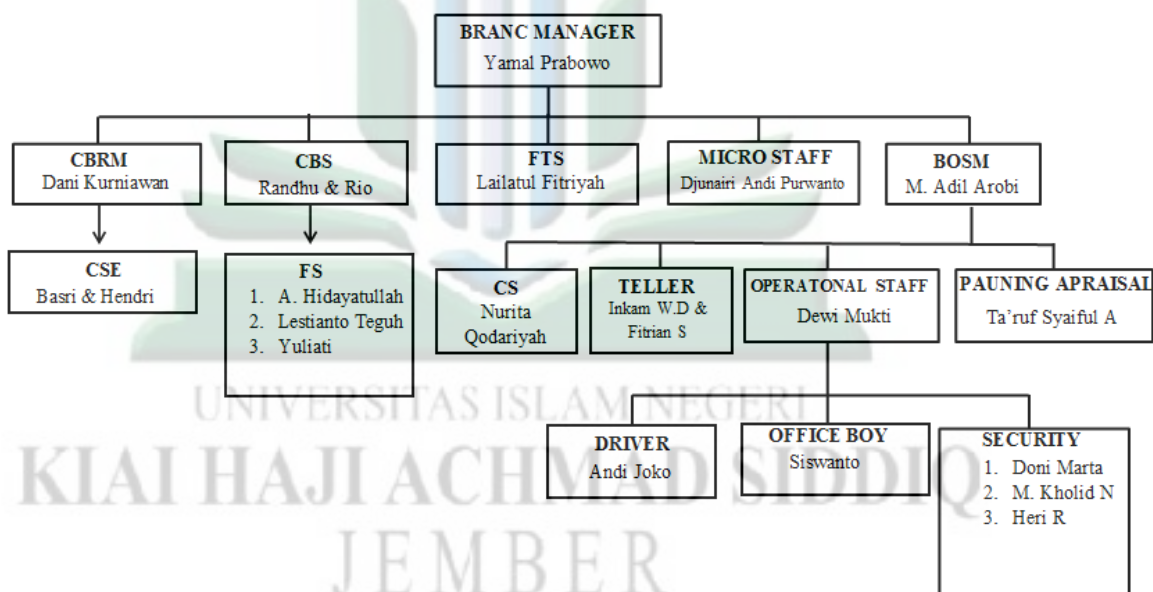 BRANC MANAGER
Yamal Prabowo
CBRM
Dani Kurniawan
CBS
Randhu & Rio
FTS
Lailatul Fitriyah
MICRO STAFF
Djunairi Andi Purwanto
BOSM
M. Adil Arobi
CSE
Basri & Hendri
FS
1. A. Hidayatullah
2. Lestianto Teguh
3. Yuliati
CS
Nurita
Qodariyah
TELLER
Inkam W.D &
Fitrian S
OPERATONAL STAFF
Dewi Mukti
PAUNING APRAISAL
Ta’ruf Syaiful A
DRIVER
Andi Joko
OFFICE BOY
Siswanto
SECURITY
1. Doni Marta
2. M. Kholid N
3. Heri R
UNIVERSITAS ISLAM NEGERI
KIAI HAJI ACHMAD SIDDIQ
JEMBER